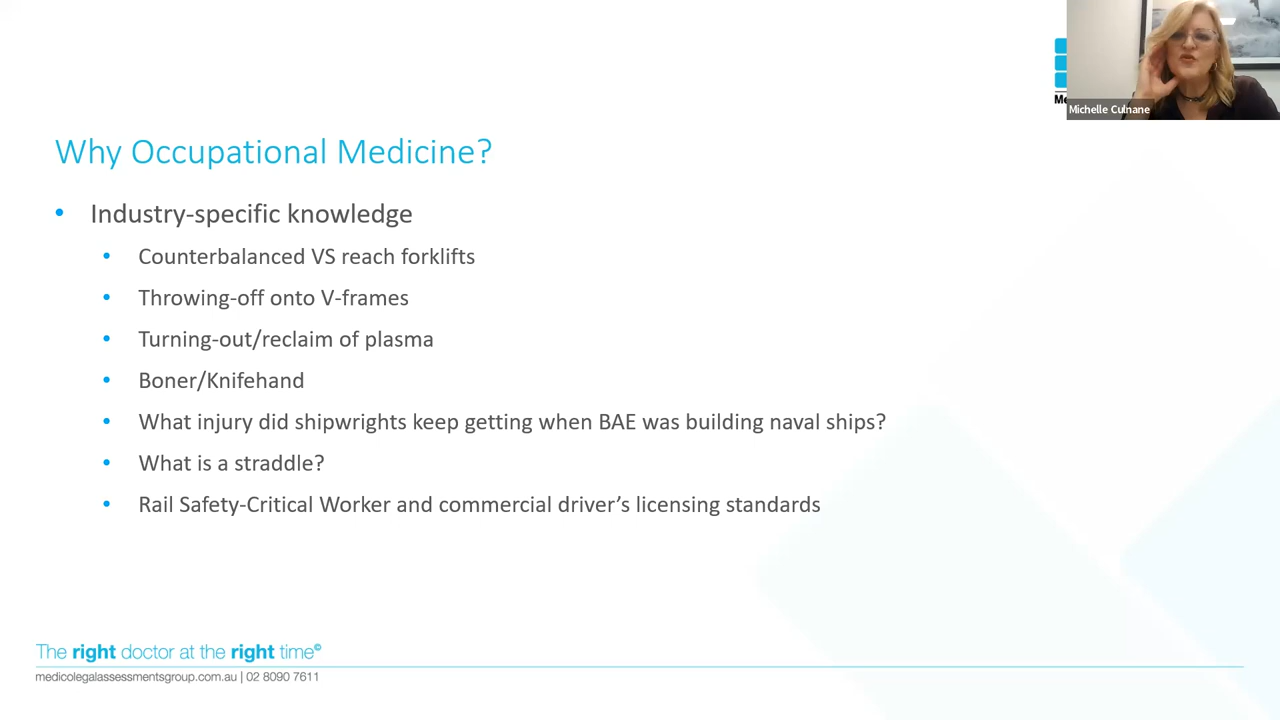 Michelle Culnane
Why Occupational Medicine?
• Industry-specific knowledge
• Counterbalanced VS reach forklifts
• Throwing-off onto V-frames
• Turning-out/reclaim of plasma
• Boner/Knifehand
• What injury did shipwrights keep getting when BAE was building naval ships?
• What is a straddle?
• Rail Safety-Critical Worker and commercial driver’s licensing standards
The right doctor at the right time©
medicolegalassessmentsgroup.com.au | 02 8090 7611